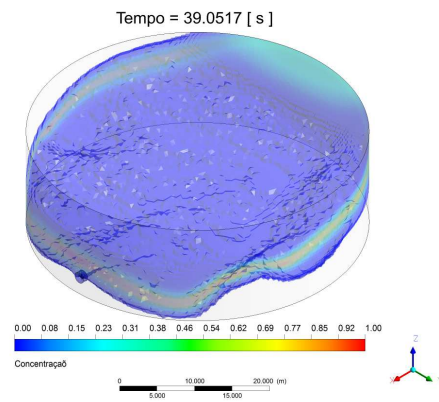 Tempo = 39.0517 [ s ]
0.00 0.08 0.15 0.23 0.31 0.38 0.46 0.54 0.62 0.69 0.77 0.85 0.92 1.00
Concentraçaõ
0 10.000 20.000 (m)
5.000 15.000
Z
X